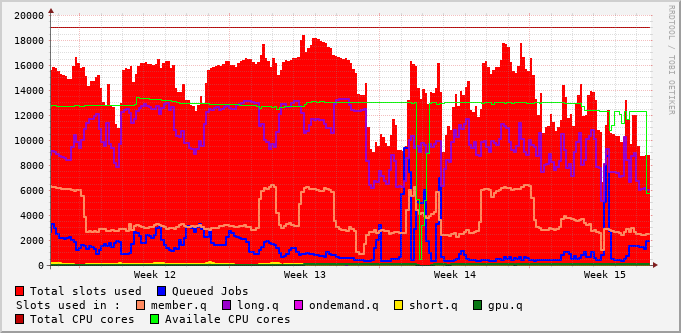 20000
18000
16000
14000
12000
10000
8000
6000
4000
2000
0
Week 12 Week 13 Week 14 Week 15
RRDTOOL / TOBI OETIKER
Total slots used Queued Jobs
Slots used in : member.q long.q ondemand.q short.q gpu.q
Total CPU cores Availale CPU cores